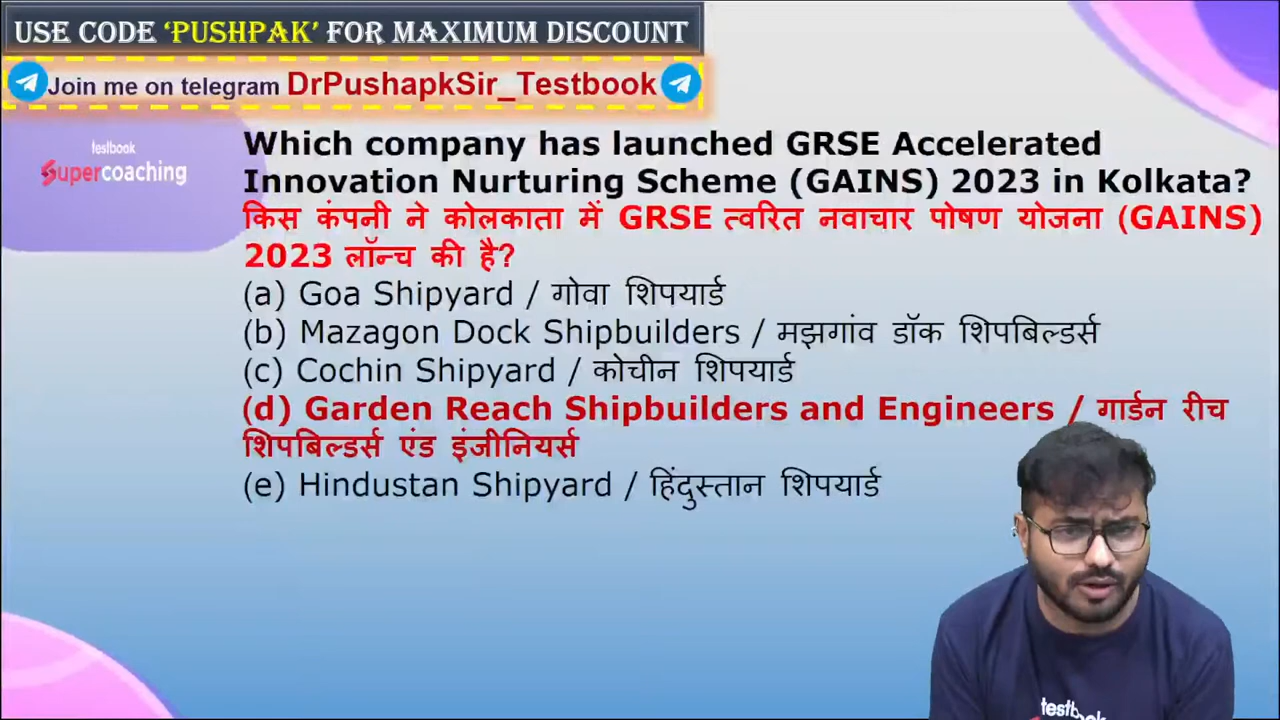 USE CODE ‘PUSHPAK’ FOR MAXIMUM DISCOUNT
Join me on telegram DrPushapkSir_Testbook
testbook
Supercoaching
Which company has launched GRSE Accelerated
Innovation Nurturing Scheme (GAINS) 2023 in Kolkata?
किस कंपनी ने कोलकाता में GRSE त्वरित नवाचार पोषण योजना (GAINS)
2023 लॉन्च की है?
(a) Goa Shipyard / गोवा शिपयार्ड
(b) Mazagon Dock Shipbuilders / मझगांव डॉक शिपबिल्डर्स
(c) Cochin Shipyard / कोचीन शिपयार्ड
(d) Garden Reach Shipbuilders and Engineers / गार्डन रीच
शिपबिल्डर्स एंड इंजीनियर्स
(e) Hindustan Shipyard / हिंदुस्तान शिपयार्ड
testbook